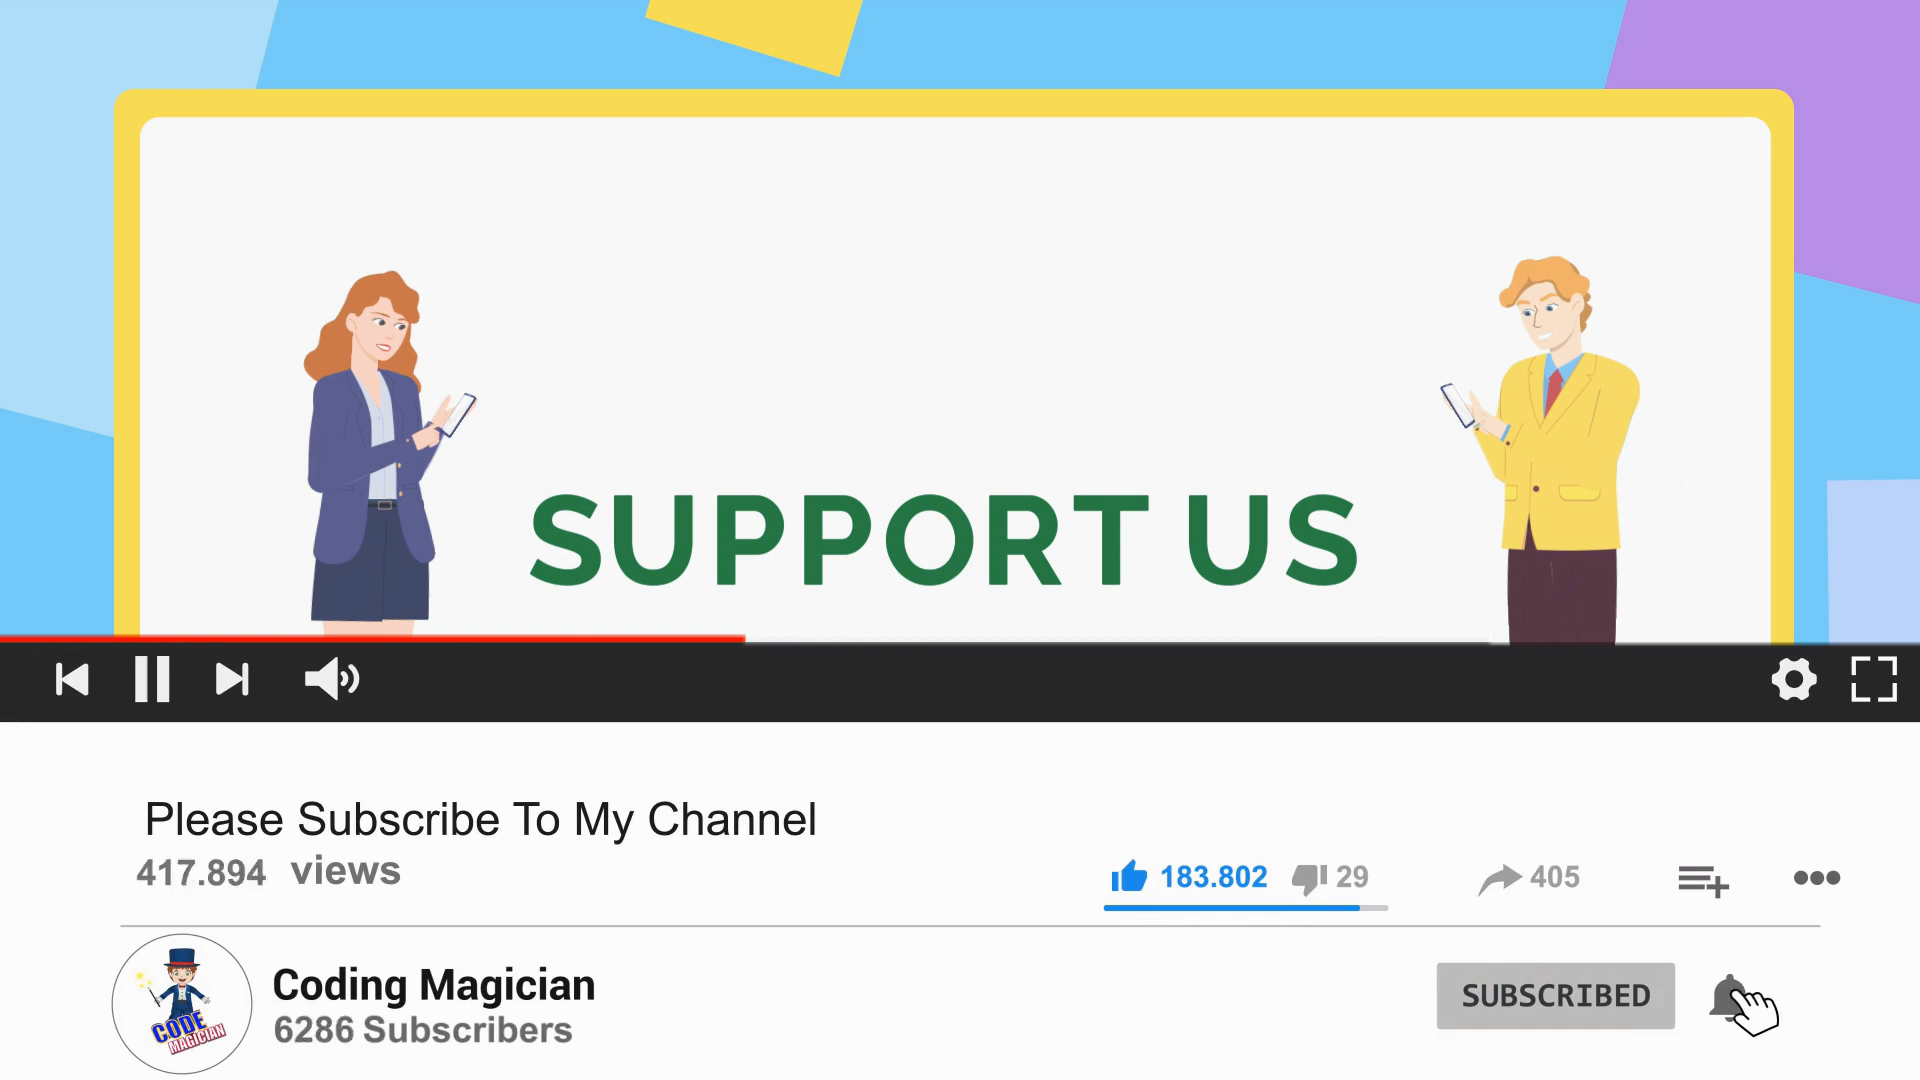 SUPPORT US
Please Subscribe To My Channel
417.894 views
183.802 29 405
Coding Magician
6286 Subscribers
SUBSCRIBED
CODE
MAGICIAN